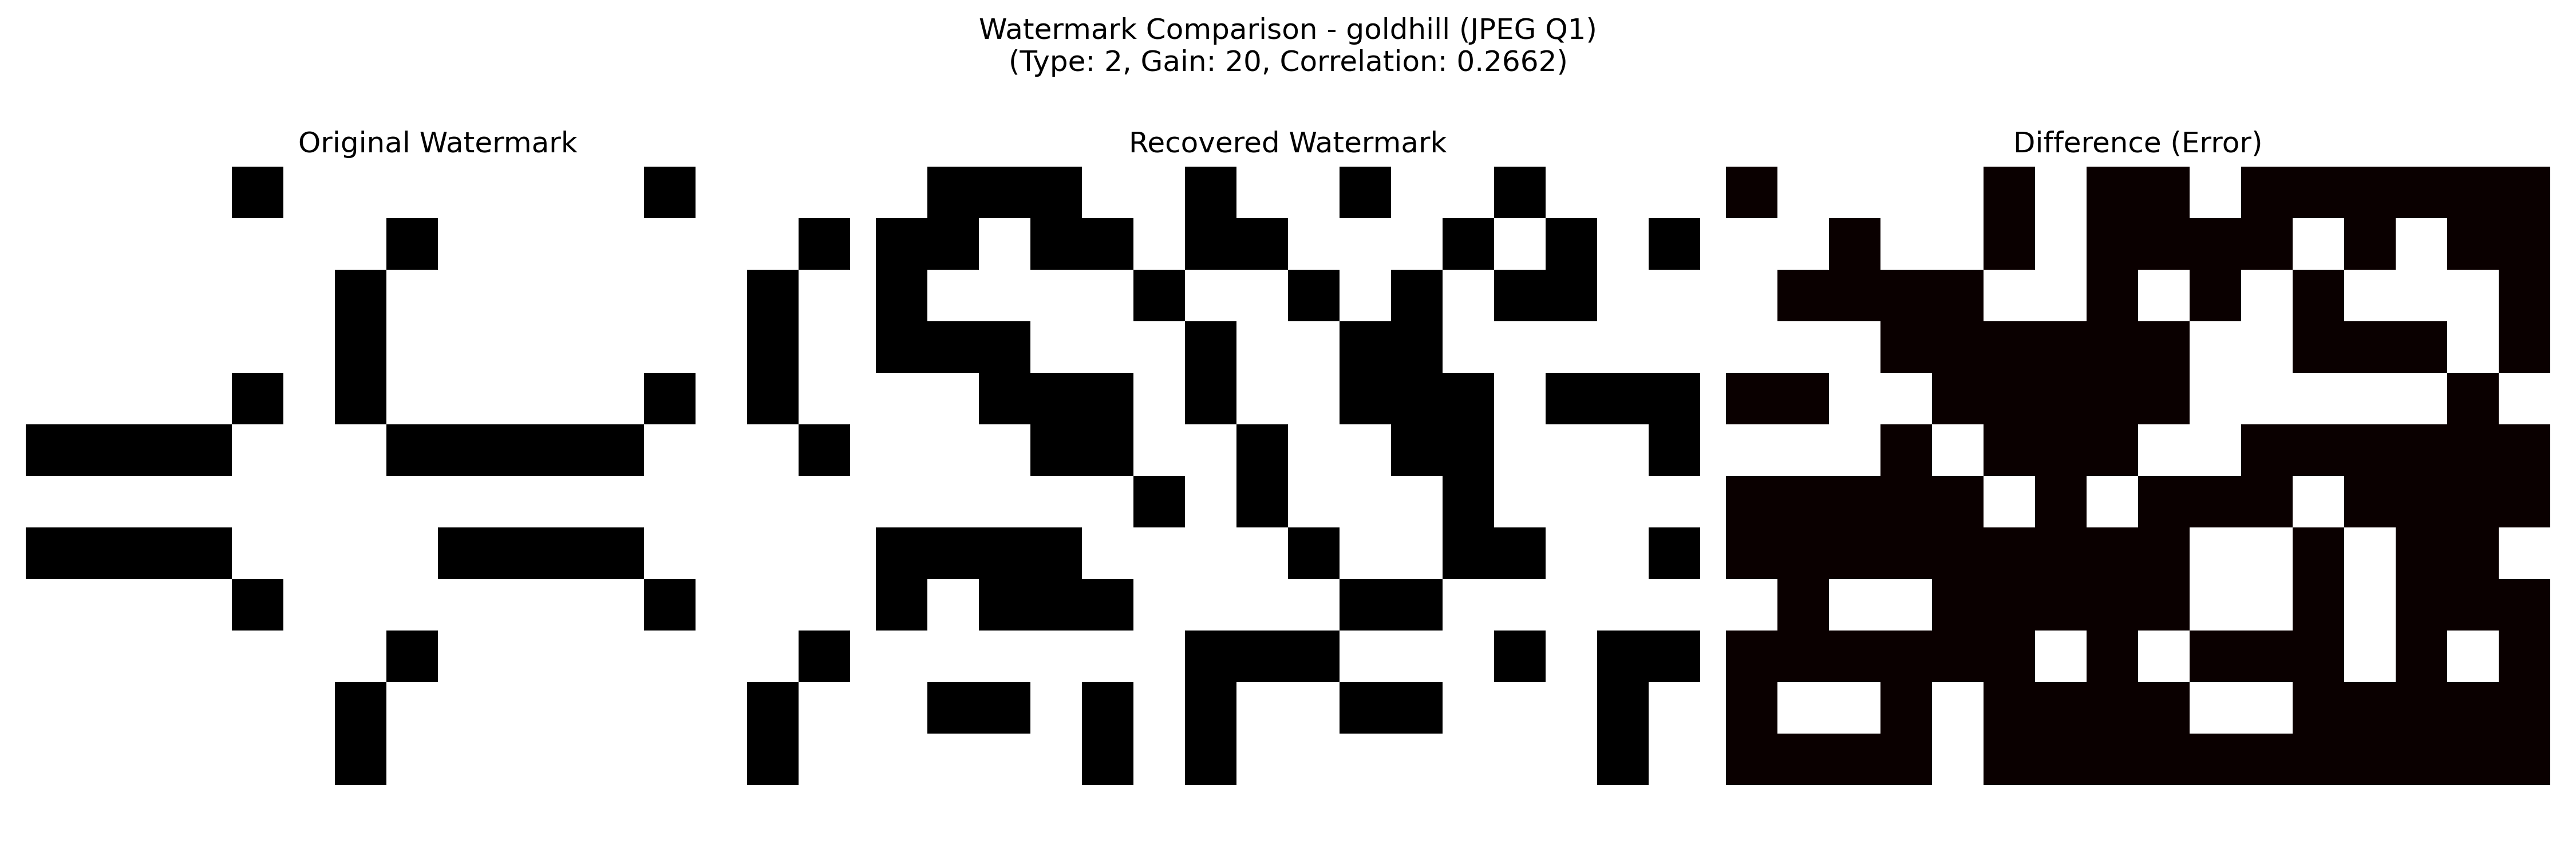 Watermark Comparison - goldhill (JPEG Q1)
(Type: 2, Gain: 20, Correlation: 0.2662)
Original Watermark
Recovered Watermark
Difference (Error)